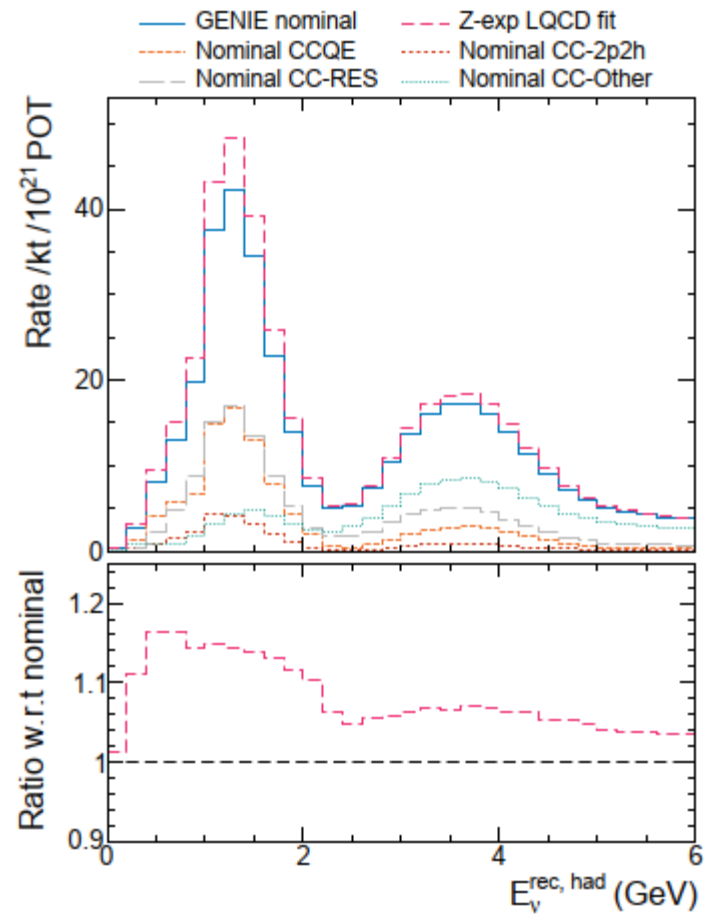 GENIE nominal Z-exp LQCD fit
Nominal CCQE Nominal CC-2p2h
Nominal CC-RES Nominal CC-Other
Rate /kt /10²¹ POT
40
20
0
Ratio w.r.t nominal
1.2
1.1
1
0.9
0 2 4 6
E_ν^{rec, had} (GeV)